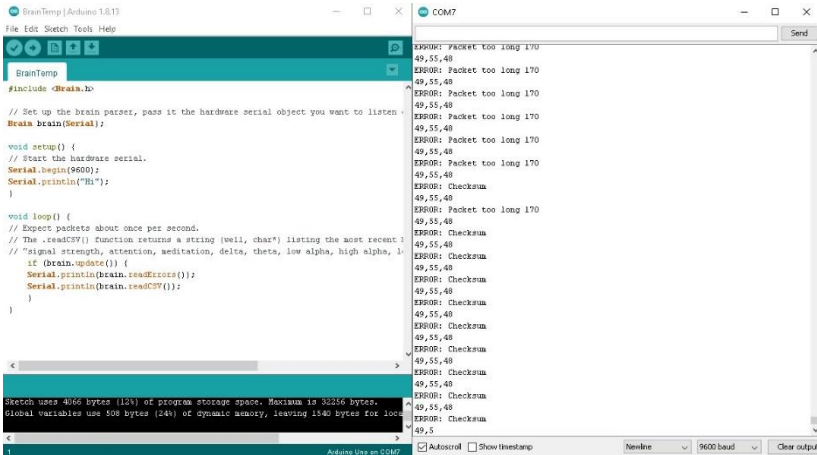 BrainTemp | Arduino 1.8.13
File Edit Sketch Tools Help
BrainTemp
#include <Brain.h>
// Set up the brain parser, pass it the hardware serial object you want to listen
Brain brain(Serial);
void setup() {
// Start the hardware serial.
Serial.begin(9600);
Serial.println("Hi");
}
void loop() {
// Expect packets about once per second.
// The .readCSV() function returns a string (well, char*) listing the most recent
// "signal strength, attention, meditation, delta, theta, low alpha, high alpha,
if (brain.update()) {
Serial.println(brain.readErrors());
Serial.println(brain.readCSV());
}
}
Sketch uses 4066 bytes (12%) of program storage space. Maximum is 32256 bytes.
Global variables use 508 bytes (24%) of dynamic memory, leaving 1540 bytes for loca
1
Arduino Uno on COM7
COM7
Send
ERROR: Packet too long 170
49,55,48
ERROR: Packet too long 170
49,55,48
ERROR: Packet too long 170
49,55,48
ERROR: Packet too long 170
49,55,48
ERROR: Packet too long 170
49,55,48
ERROR: Packet too long 170
49,55,48
ERROR: Checksum
49,55,48
ERROR: Packet too long 170
49,55,48
ERROR: Checksum
49,55,48
ERROR: Checksum
49,55,48
ERROR: Checksum
49,55,48
ERROR: Checksum
49,55,48
ERROR: Checksum
49,55,48
ERROR: Checksum
49,55,48
ERROR: Checksum
49,55,48
ERROR: Checksum
49,55,48
ERROR: Checksum
49,5
Autoscroll Show timestamp
Newline
9600 baud
Clear output